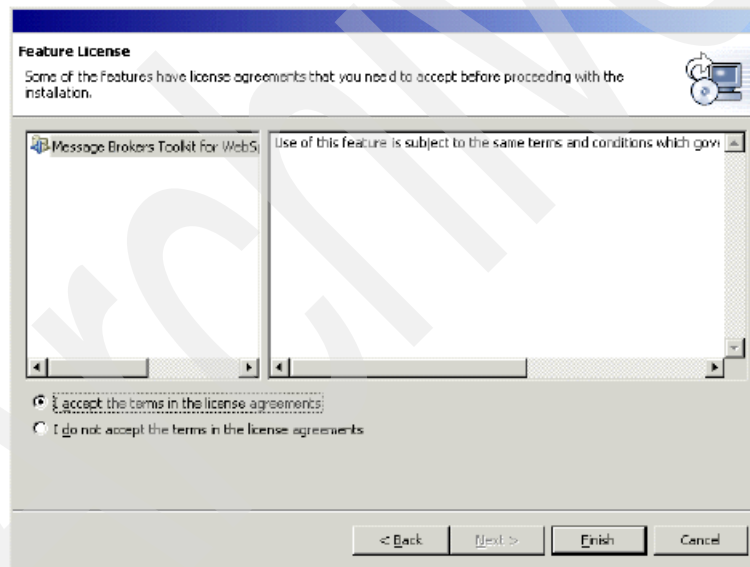 Feature License
Some of the features have license agreements that you need to accept before proceeding with the
installation.
Message Brokers Toolkit for WebS
Use of this feature is subject to the same terms and conditions which gov
I accept the terms in the license agreements
I do not accept the terms in the license agreements
< Back
Next >
Finish
Cancel